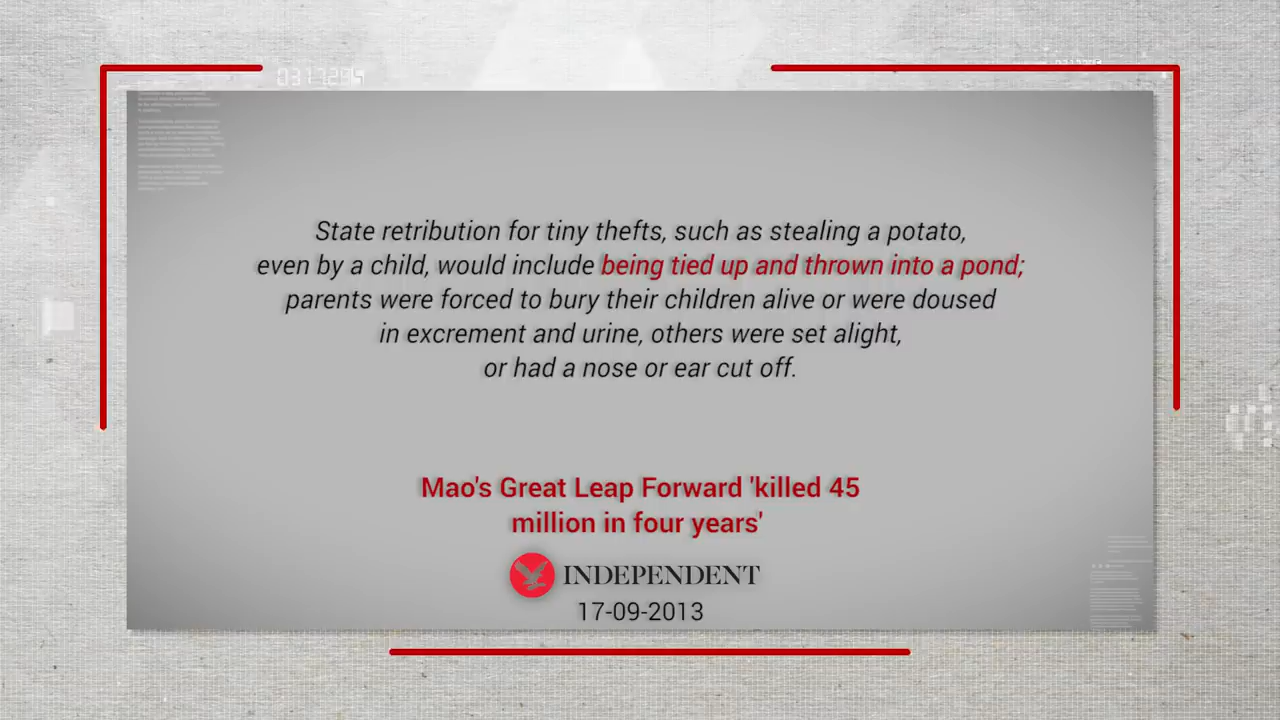 0317295
State retribution for tiny thefts, such as stealing a potato,
even by a child, would include being tied up and thrown into a pond;
parents were forced to bury their children alive or were doused
in excrement and urine, others were set alight,
or had a nose or ear cut off.
Mao's Great Leap Forward 'killed 45
million in four years'
INDEPENDENT
17-09-2013